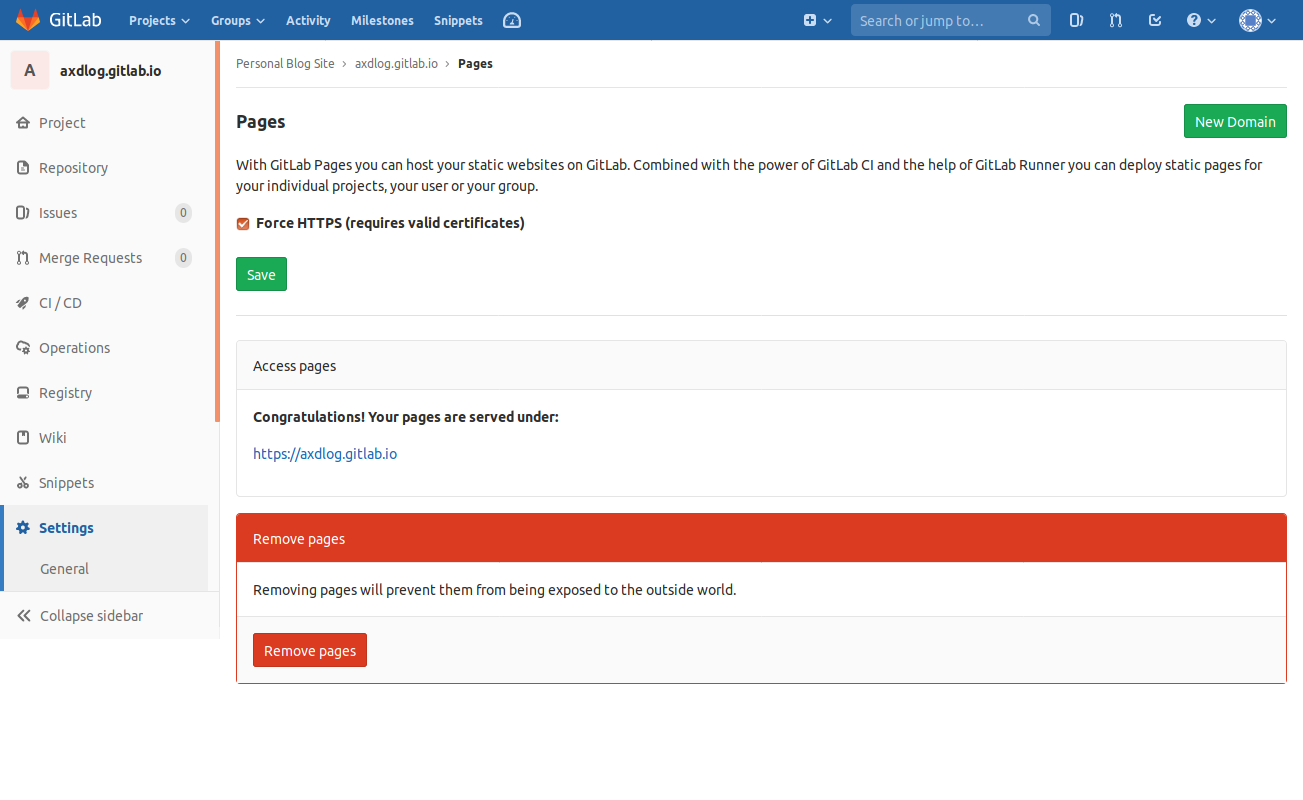 GitLab Projects Groups Activity Milestones Snippets Search or jump to...
A axdlog.gitlab.io
Project
Repository
Issues 0
Merge Requests 0
CI / CD
Operations
Registry
Wiki
Snippets
Settings
General
Collapse sidebar
Personal Blog Site › axdlog.gitlab.io › Pages
Pages
New Domain
With GitLab Pages you can host your static websites on GitLab. Combined with the power of GitLab CI and the help of GitLab Runner you can deploy static pages for
your individual projects, your user or your group.
Force HTTPS (requires valid certificates)
Save
Access pages
Congratulations! Your pages are served under:
https://axdlog.gitlab.io
Remove pages
Removing pages will prevent them from being exposed to the outside world.
Remove pages